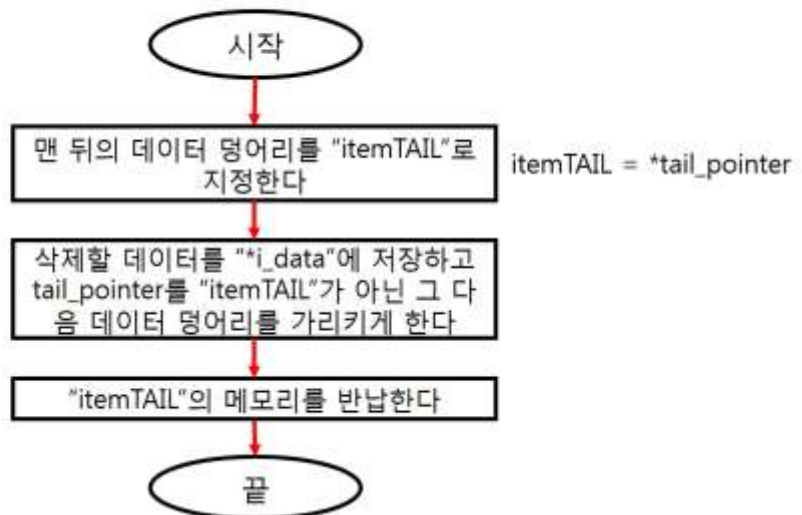 시작
맨 뒤의 데이터 덩어리를 "itemTAIL"로
지정한다
itemTAIL = *tail_pointer
삭제할 데이터를 "*i_data"에 저장하고
tail_pointer를 "itemTAIL"가 아닌 그 다
음 데이터 덩어리를 가리키게 한다
"itemTAIL"의 메모리를 반납한다
끝